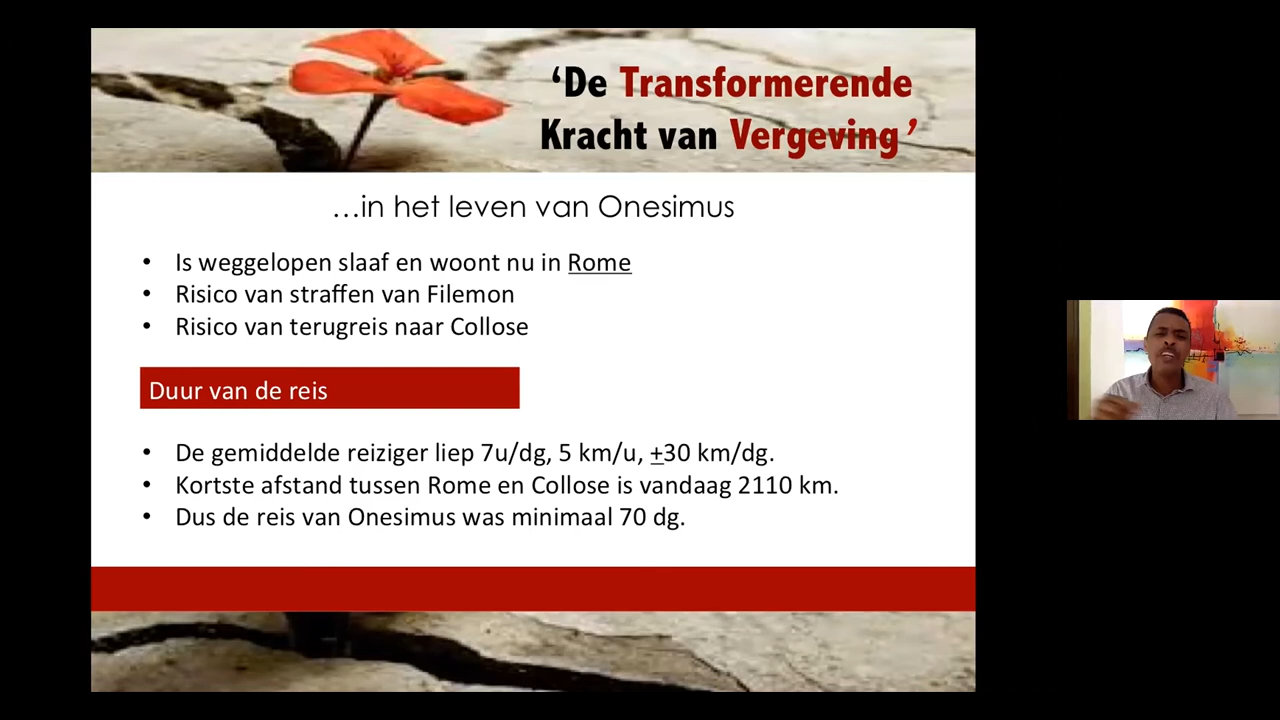 ‘De Transformerende
Kracht van Vergeving’
...in het leven van Onesimus
• Is weggelopen slaaf en woont nu in Rome
• Risico van straffen van Filemon
• Risico van terugreis naar Collose
Duur van de reis
• De gemiddelde reiziger liep 7u/dg, 5 km/u, ±30 km/dg.
• Kortste afstand tussen Rome en Collose is vandaag 2110 km.
• Dus de reis van Onesimus was minimaal 70 dg.